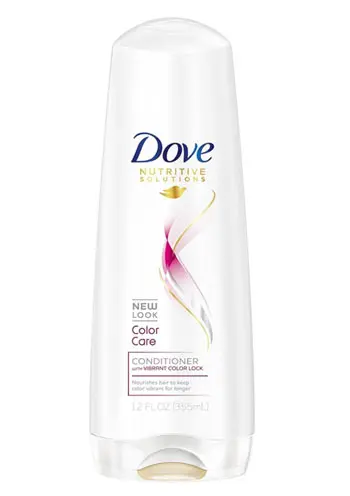 Dove
NUTRITIVE
SOLUTIONS
NEW
LOOK
Color
Care
CONDITIONER
with VIBRANT COLOR LOCK
Nourishes hair to keep
color vibrant for longer
12 FL OZ (355mL)